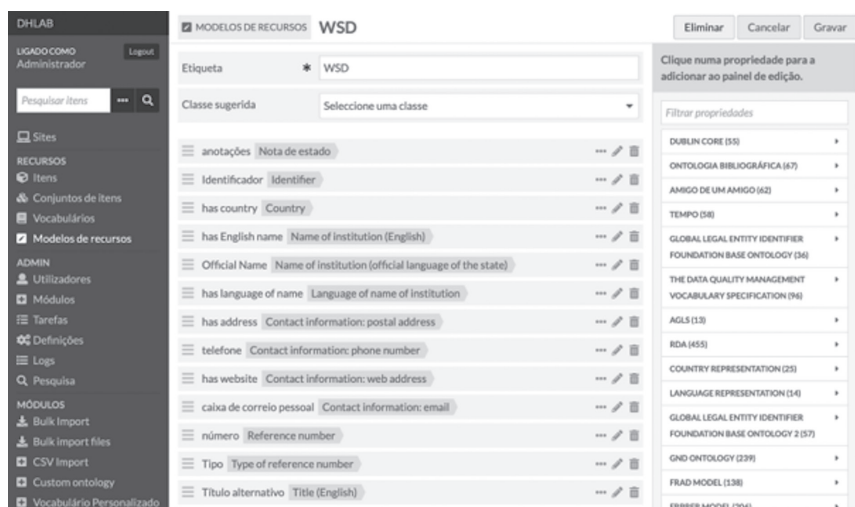 DHLAB
LIGADO COMO
Administrador
Logout
Pesquisar itens
Sites
RECURSOS
Itens
Conjuntos de itens
Vocabulários
Modelos de recursos
ADMIN
Utilizadores
Módulos
Tarefas
Definições
Logs
Pesquisa
MÓDULOS
Bulk Import
Bulk import files
CSV Import
Custom ontology
Vocabulário Personalizado
MODELOS DE RECURSOS WSD
Eliminar Cancelar Gravar
Etiqueta * WSD
Classe sugerida Seleccione uma classe
anotações Nota de estado
Identificador Identifier
has country Country
has English name Name of institution (English)
Official Name Name of institution (official language of the state)
has language of name Language of name of institution
has address Contact information: postal address
telefone Contact information: phone number
has website Contact information: web address
caixa de correio pessoal Contact information: email
número Reference number
Tipo Type of reference number
Título alternativo Title (English)
Clique numa propriedade para a
adicionar ao painel de edição.
Filtrar propriedades
DUBLIN CORE (55)
ONTOLOGIA BIBLIOGRÁFICA (67)
AMIGO DE UM AMIGO (62)
TEMPO (58)
GLOBAL LEGAL ENTITY IDENTIFIER
FOUNDATION BASE ONTOLOGY (36)
THE DATA QUALITY MANAGEMENT
VOCABULARY SPECIFICATION (96)
AGLS (13)
RDA (455)
COUNTRY REPRESENTATION (25)
LANGUAGE REPRESENTATION (14)
GLOBAL LEGAL ENTITY IDENTIFIER
FOUNDATION BASE ONTOLOGY 2 (57)
GND ONTOLOGY (239)
FRAD MODEL (138)